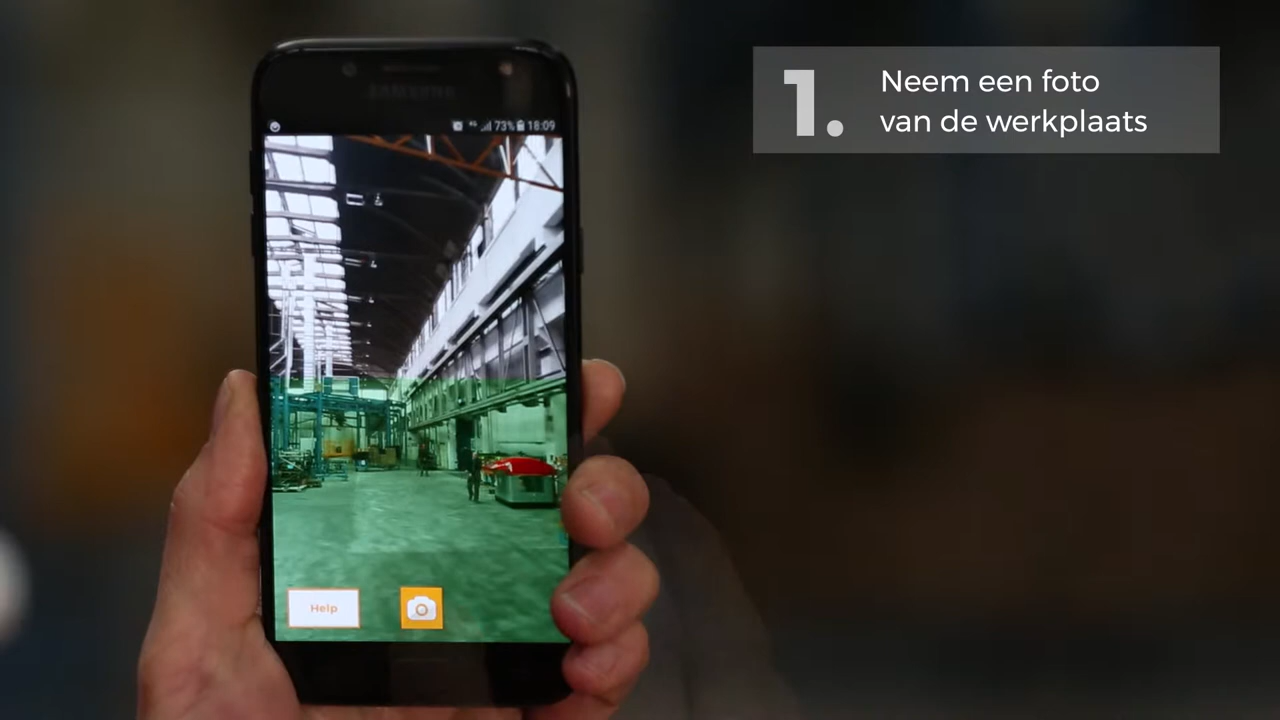 1.
Neem een foto
van de werkplaats
SAMSUNG
73% 18:09
Help